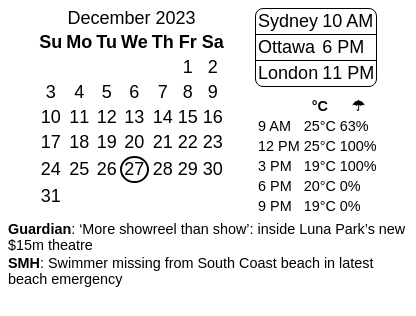 December 2023
Su Mo Tu We Th Fr Sa
1 2
3 4 5 6 7 8 9
10 11 12 13 14 15 16
17 18 19 20 21 22 23
24 25 26 27 28 29 30
31
Sydney 10 AM
Ottawa 6 PM
London 11 PM
°C ☂
9 AM 25°C 63%
12 PM 25°C 100%
3 PM 19°C 100%
6 PM 20°C 0%
9 PM 19°C 0%
Guardian: ‘More showreel than show’: inside Luna Park’s new
$15m theatre
SMH: Swimmer missing from South Coast beach in latest
beach emergency